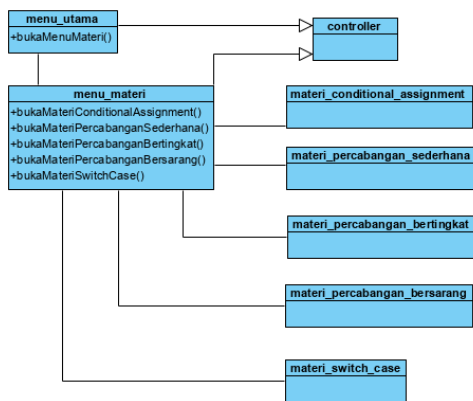 menu_utama
+bukaMenuMateri()
controller
menu_materi
+bukaMateriConditionalAssignment()
+bukaMateriPercabanganSederhana()
+bukaMateriPercabanganBertingkat()
+bukaMateriPercabanganBersarang()
+bukaMateriSwitchCase()
materi_conditional_assignment
materi_percabangan_sederhana
materi_percabangan_bertingkat
materi_percabangan_bersarang
materi_switch_case